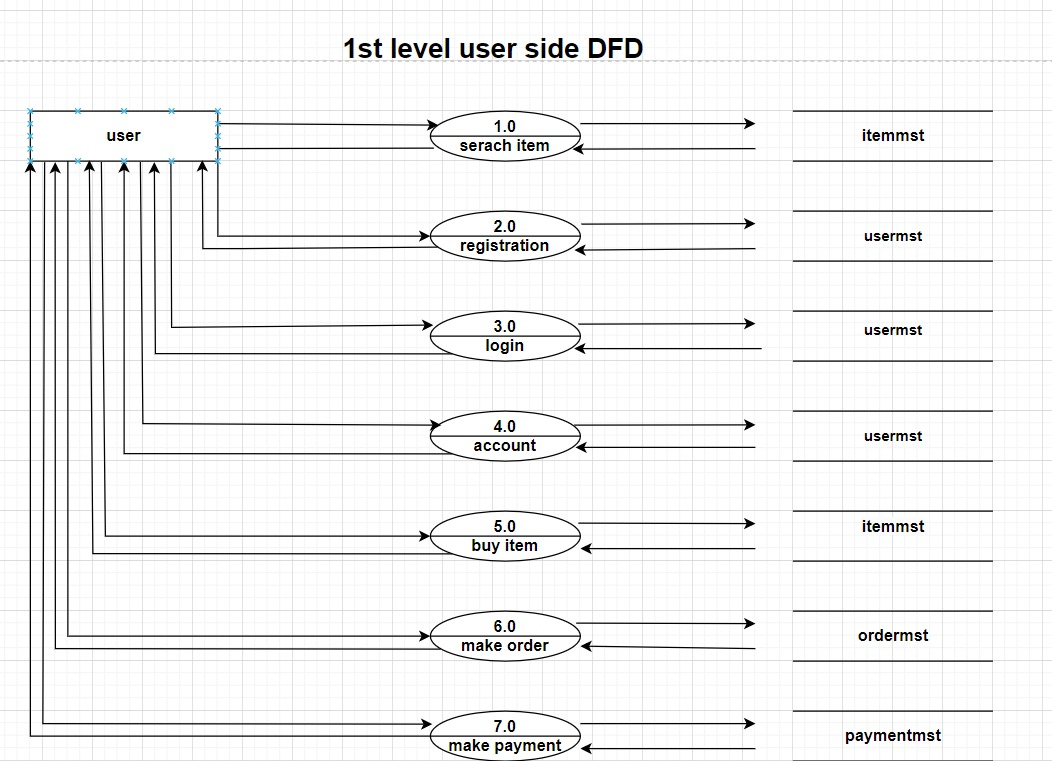 1st level user side DFD
user
1.0
serach item
itemmst
2.0
registration
usermst
3.0
login
usermst
4.0
account
usermst
5.0
buy item
itemmst
6.0
make order
ordermst
7.0
make payment
paymentmst